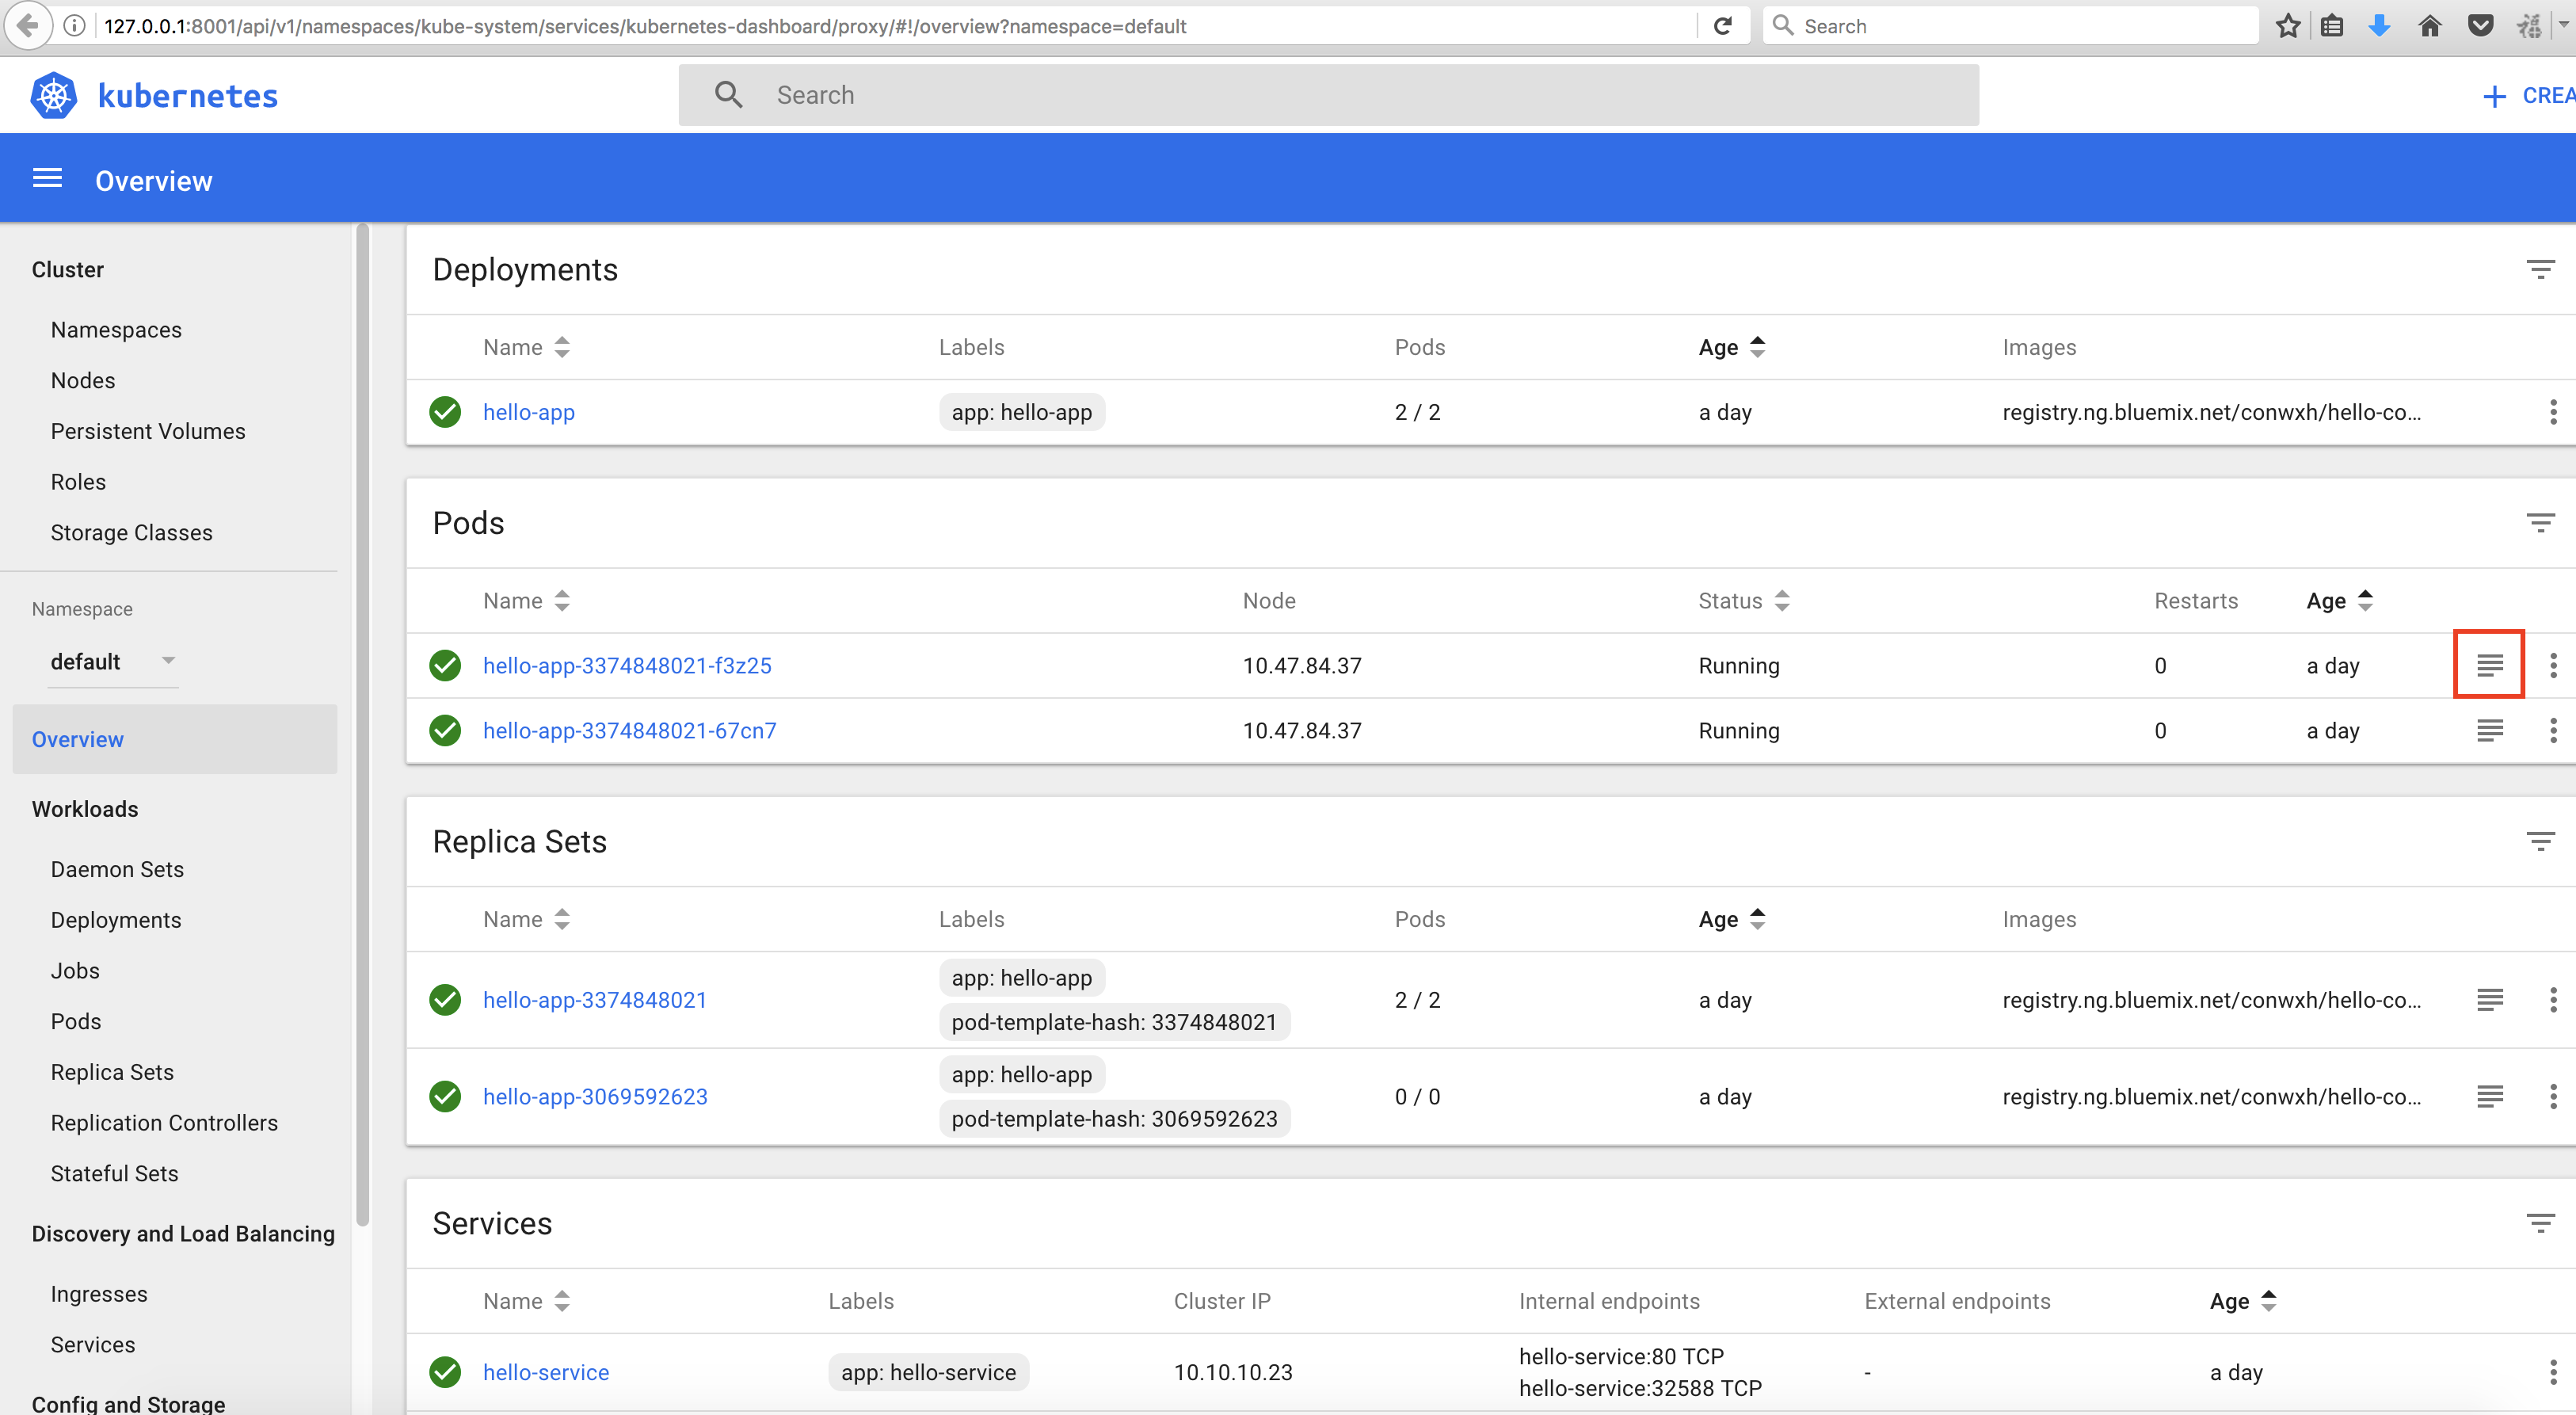 127.0.0.1:8001/api/v1/namespaces/kube-system/services/kubernetes-dashboard/proxy/#!/overview?namespace=default
Search
kubernetes
Search
+ CREA
Overview
Cluster
Namespaces
Nodes
Persistent Volumes
Roles
Storage Classes
Namespace
default
Overview
Workloads
Daemon Sets
Deployments
Jobs
Pods
Replica Sets
Replication Controllers
Stateful Sets
Discovery and Load Balancing
Ingresses
Services
Config and Storage
Deployments
Name Labels Pods Age Images
hello-app app: hello-app 2 / 2 a day registry.ng.bluemix.net/conwxh/hello-co...
Pods
Name Node Status Restarts Age
hello-app-3374848021-f3z25 10.47.84.37 Running 0 a day
hello-app-3374848021-67cn7 10.47.84.37 Running 0 a day
Replica Sets
Name Labels Pods Age Images
hello-app-3374848021 app: hello-app 2 / 2 a day registry.ng.bluemix.net/conwxh/hello-co...
pod-template-hash: 3374848021
hello-app-3069592623 app: hello-app 0 / 0 a day registry.ng.bluemix.net/conwxh/hello-co...
pod-template-hash: 3069592623
Services
Name Labels Cluster IP Internal endpoints External endpoints Age
hello-service app: hello-service 10.10.10.23 hello-service:80 TCP - a day
hello-service:32588 TCP